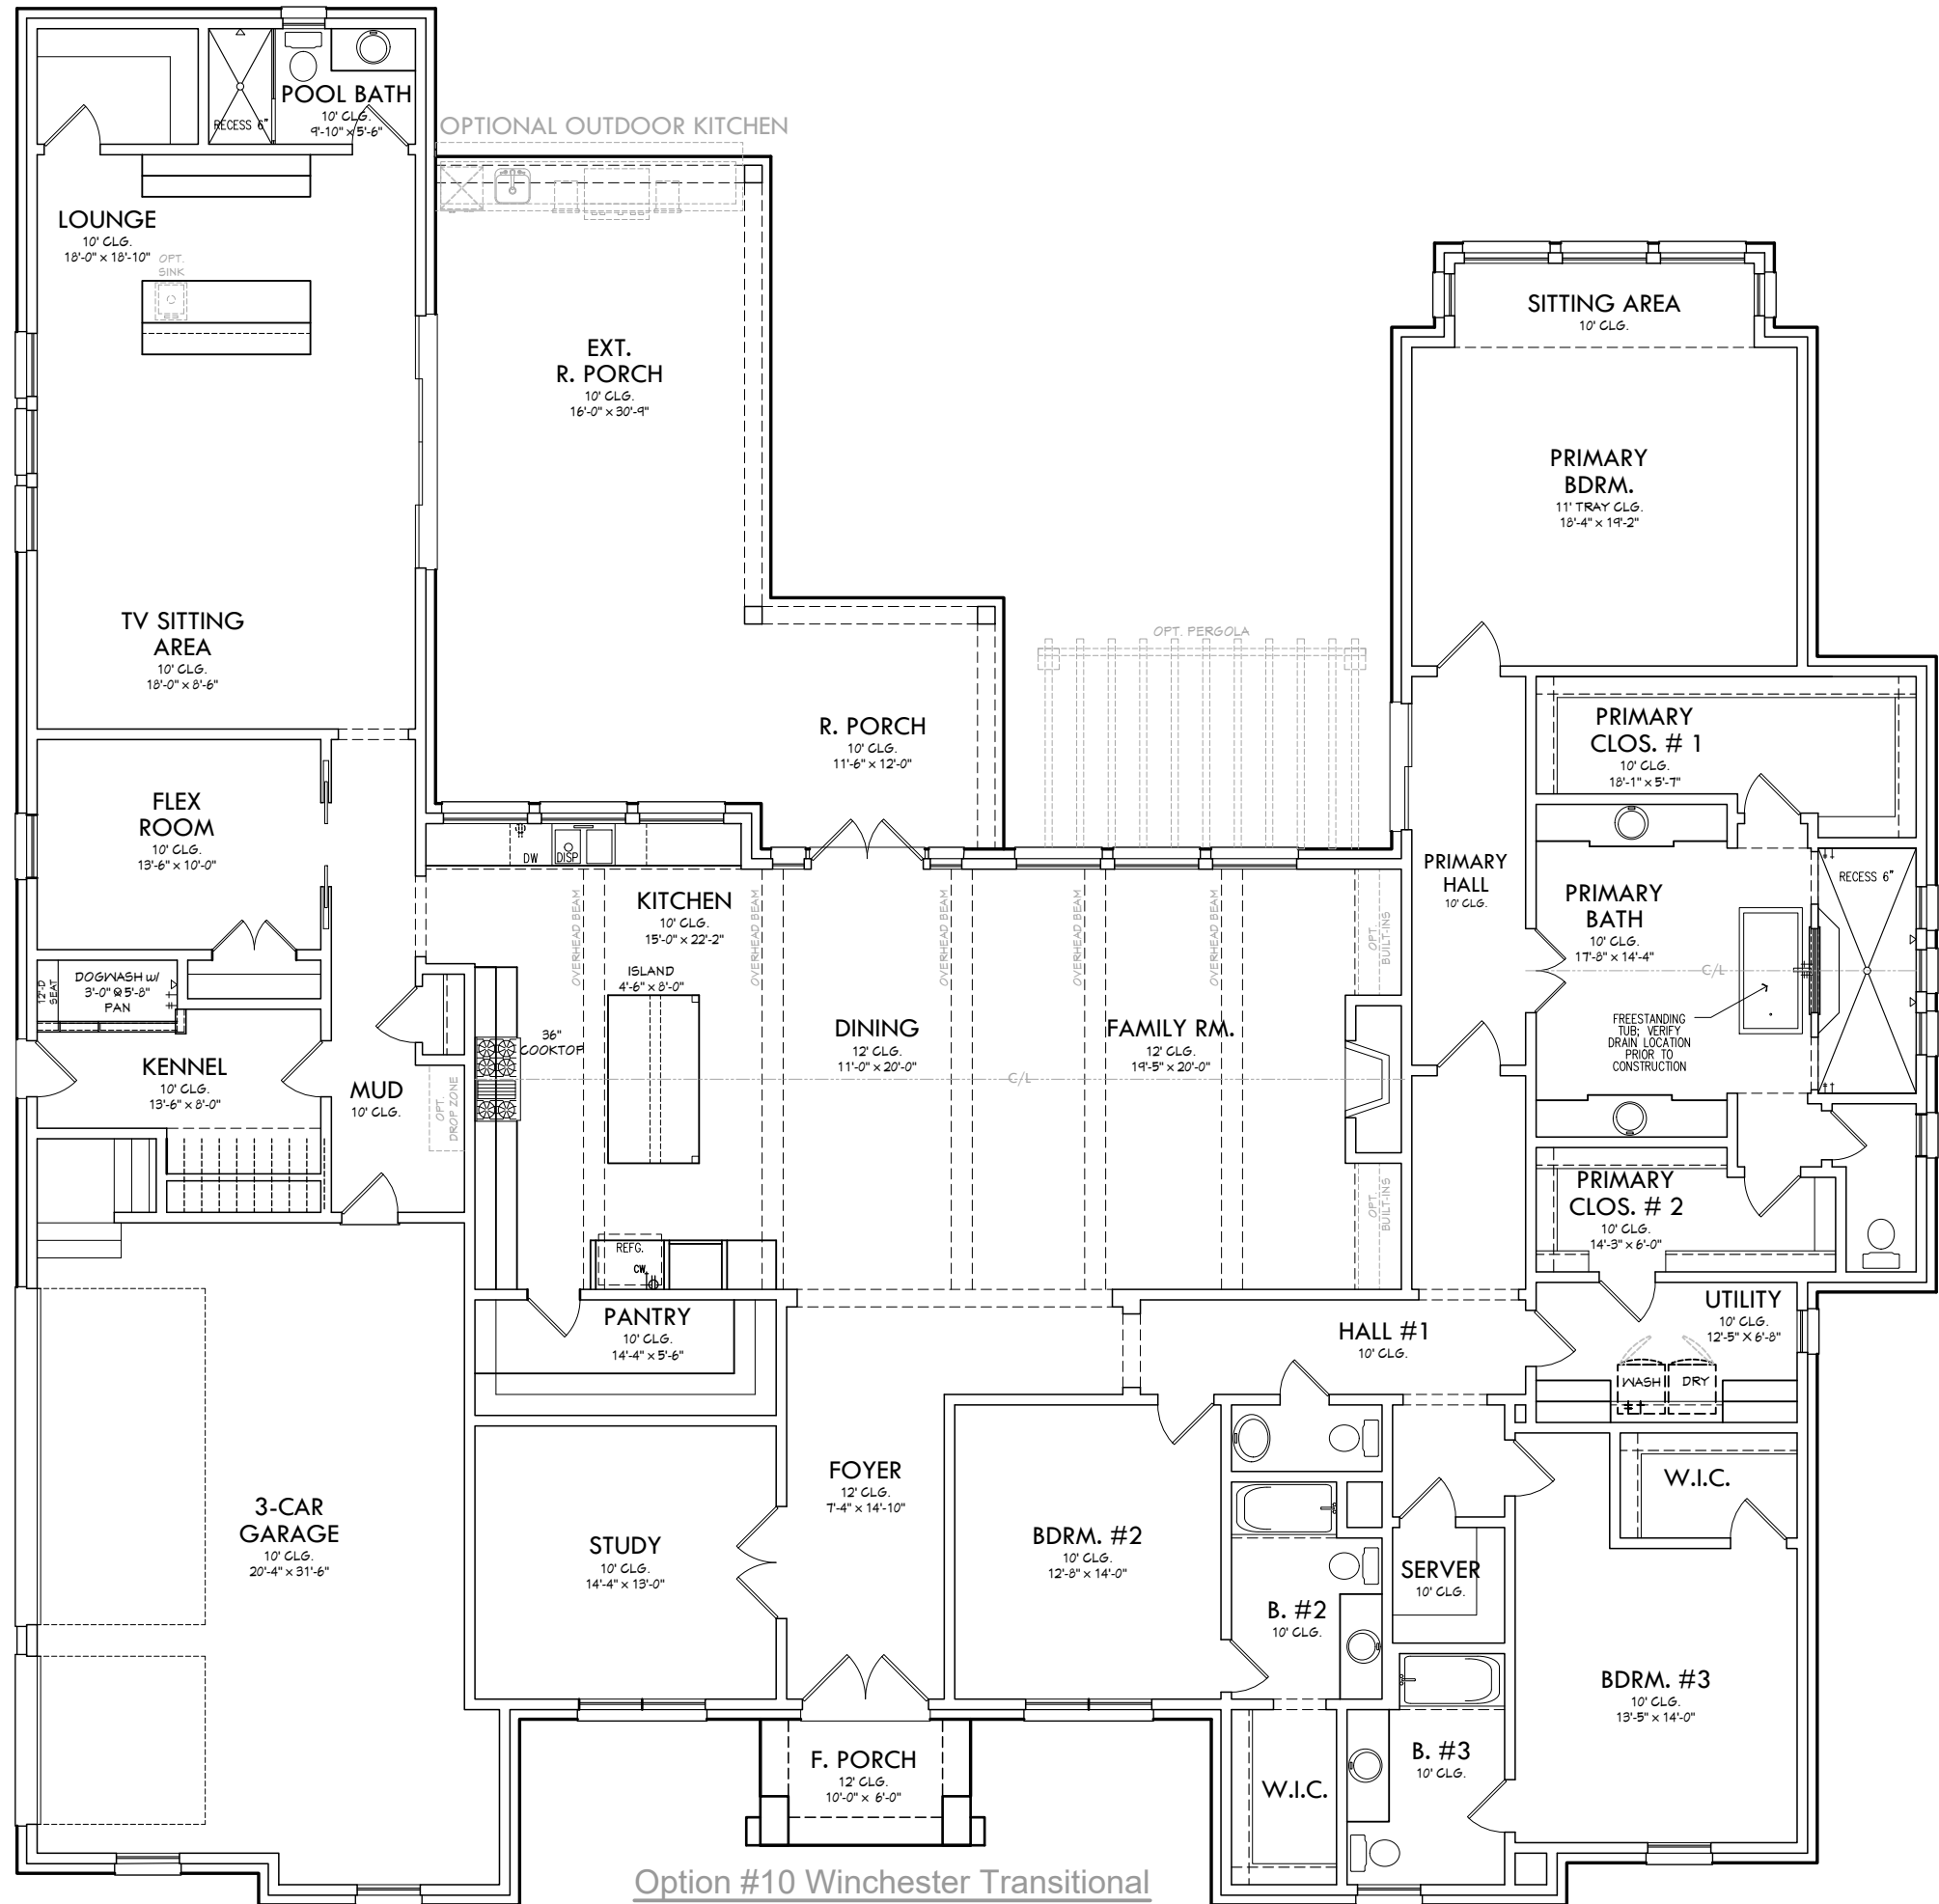 POOL BATH
10' CLG.
9'-10" x 5'-6"
RECESS 6"
OPTIONAL OUTDOOR KITCHEN
LOUNGE
10' CLG.
18'-0" x 18'-10"
OPT.
SINK
SITTING AREA
10' CLG.
EXT.
R. PORCH
10' CLG.
16'-0" x 30'-9"
PRIMARY
BDRM.
11' TRAY CLG.
18'-4" x 19'-2"
TV SITTING
AREA
10' CLG.
18'-0" x 8'-6"
OPT. PERGOLA
R. PORCH
10' CLG.
11'-6" x 12'-0"
PRIMARY
CLOS. # 1
10' CLG.
18'-1" x 5'-7"
FLEX
ROOM
10' CLG.
13'-6" x 10'-0"
DW
DISP
KITCHEN
10' CLG.
15'-0" x 22'-2"
OVERHEAD BEAM
OVERHEAD BEAM
OVERHEAD BEAM
OVERHEAD BEAM
OVERHEAD BEAM
OPT.
BUILT-INS
PRIMARY
HALL
10' CLG.
PRIMARY
BATH
10' CLG.
17'-8" x 14'-4"
RECESS 6"
C/L
FREESTANDING
TUB; VERIFY
DRAIN LOCATION
PRIOR TO
CONSTRUCTION
12"D
SEAT
DOGWASH w/
3'-0" @ 5'-8"
PAN
ISLAND
4'-6" x 8'-0"
36"
COOKTOP
DINING
12' CLG.
11'-0" x 20'-0"
FAMILY RM.
12' CLG.
19'-5" x 20'-0"
C/L
KENNEL
10' CLG.
13'-6" x 8'-0"
MUD
10' CLG.
OPT.
DROP ZONE
OPT.
BUILT-INS
PRIMARY
CLOS. # 2
10' CLG.
14'-3" x 6'-0"
REFG.
CW
PANTRY
10' CLG.
14'-4" x 5'-6"
HALL #1
10' CLG.
UTILITY
10' CLG.
12'-5" X 6'-8"
WASH
DRY
FOYER
12' CLG.
7'-4" x 14'-10"
W.I.C.
3-CAR
GARAGE
10' CLG.
20'-4" x 31'-6"
STUDY
10' CLG.
14'-4" x 13'-0"
BDRM. #2
10' CLG.
12'-8" x 14'-0"
SERVER
10' CLG.
B. #2
10' CLG.
BDRM. #3
10' CLG.
13'-5" x 14'-0"
F. PORCH
12' CLG.
10'-0" x 6'-0"
W.I.C.
B. #3
10' CLG.
Option #10 Winchester Transitional